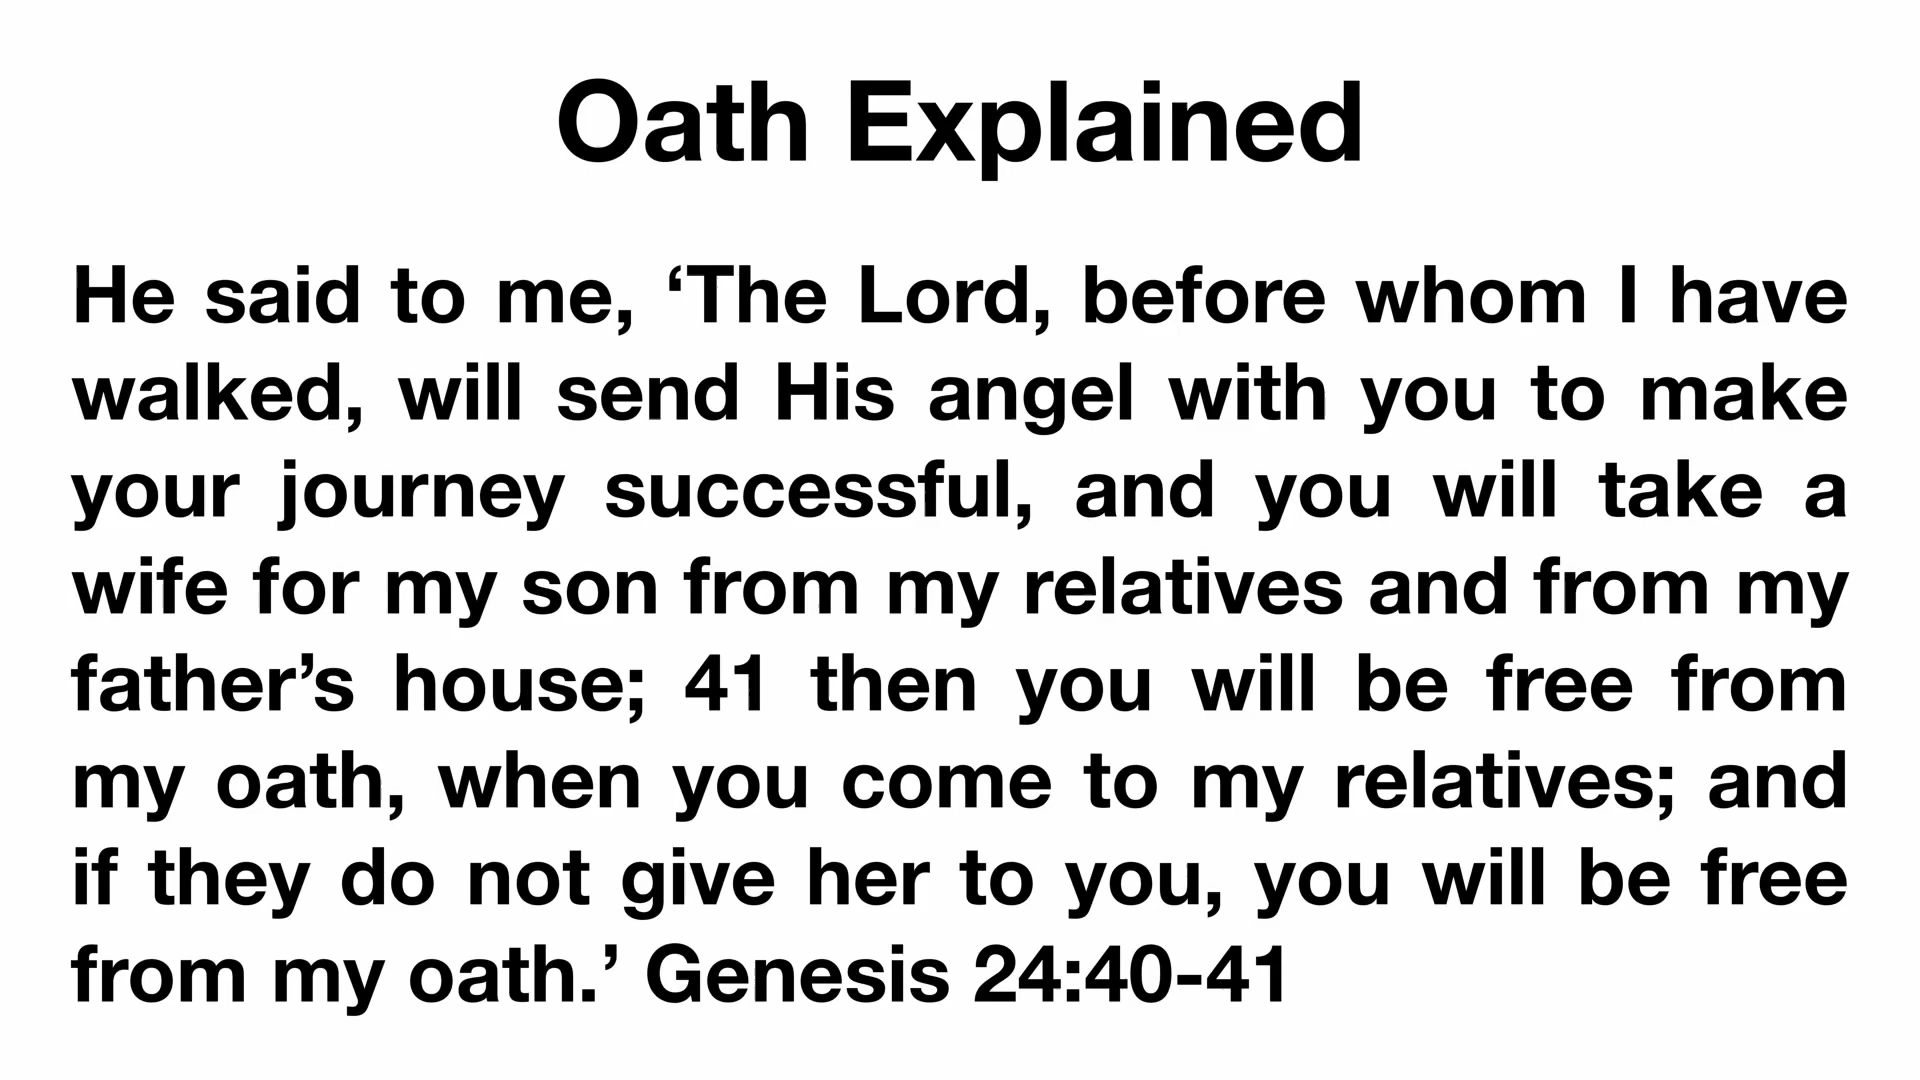 Oath Explained
He said to me, ‘The Lord, before whom I have
walked, will send His angel with you to make
your journey successful, and you will take a
wife for my son from my relatives and from my
father’s house; 41 then you will be free from
my oath, when you come to my relatives; and
if they do not give her to you, you will be free
from my oath.’ Genesis 24:40-41